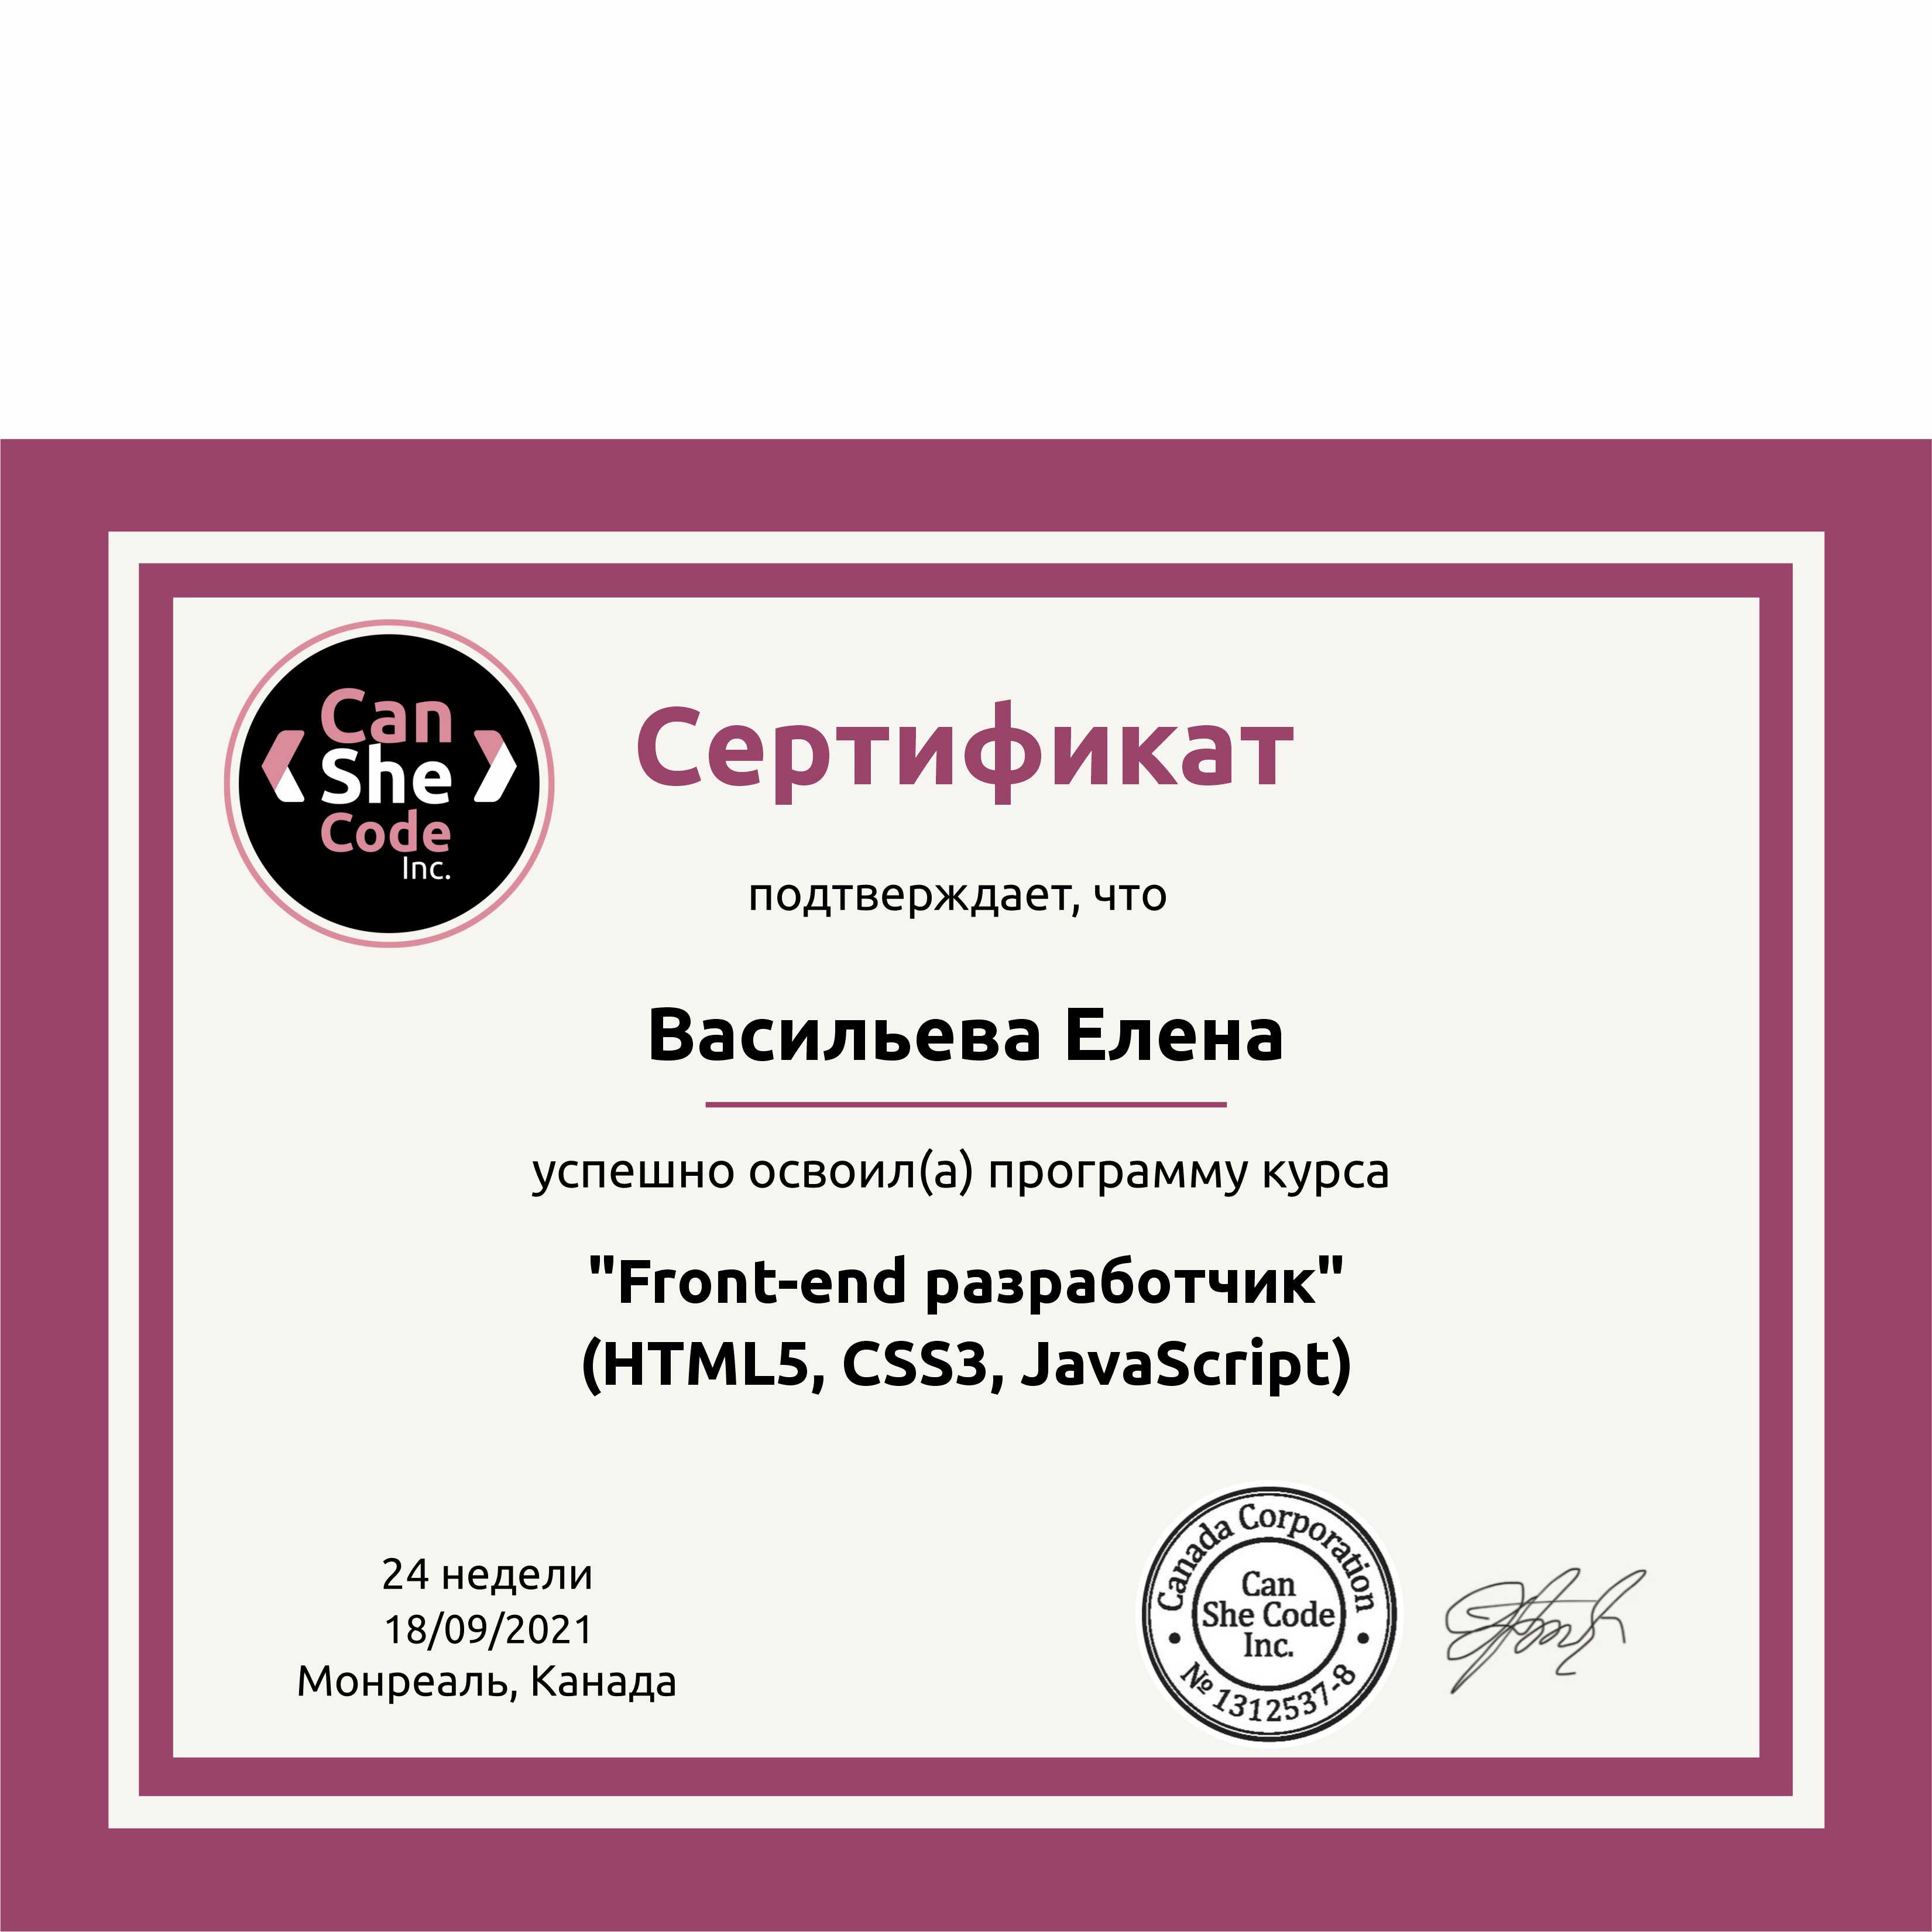 Can
She
Code
Inc.
Сертификат
подтверждает, что
Васильева Елена
успешно освоил(а) программу курса
"Front-end разработчик"
(HTML5, CSS3, JavaScript)
24 недели
18/09/2021
Монреаль, Канада
Canada Corporation
Can
She Code
Inc.
№ 1312537-8